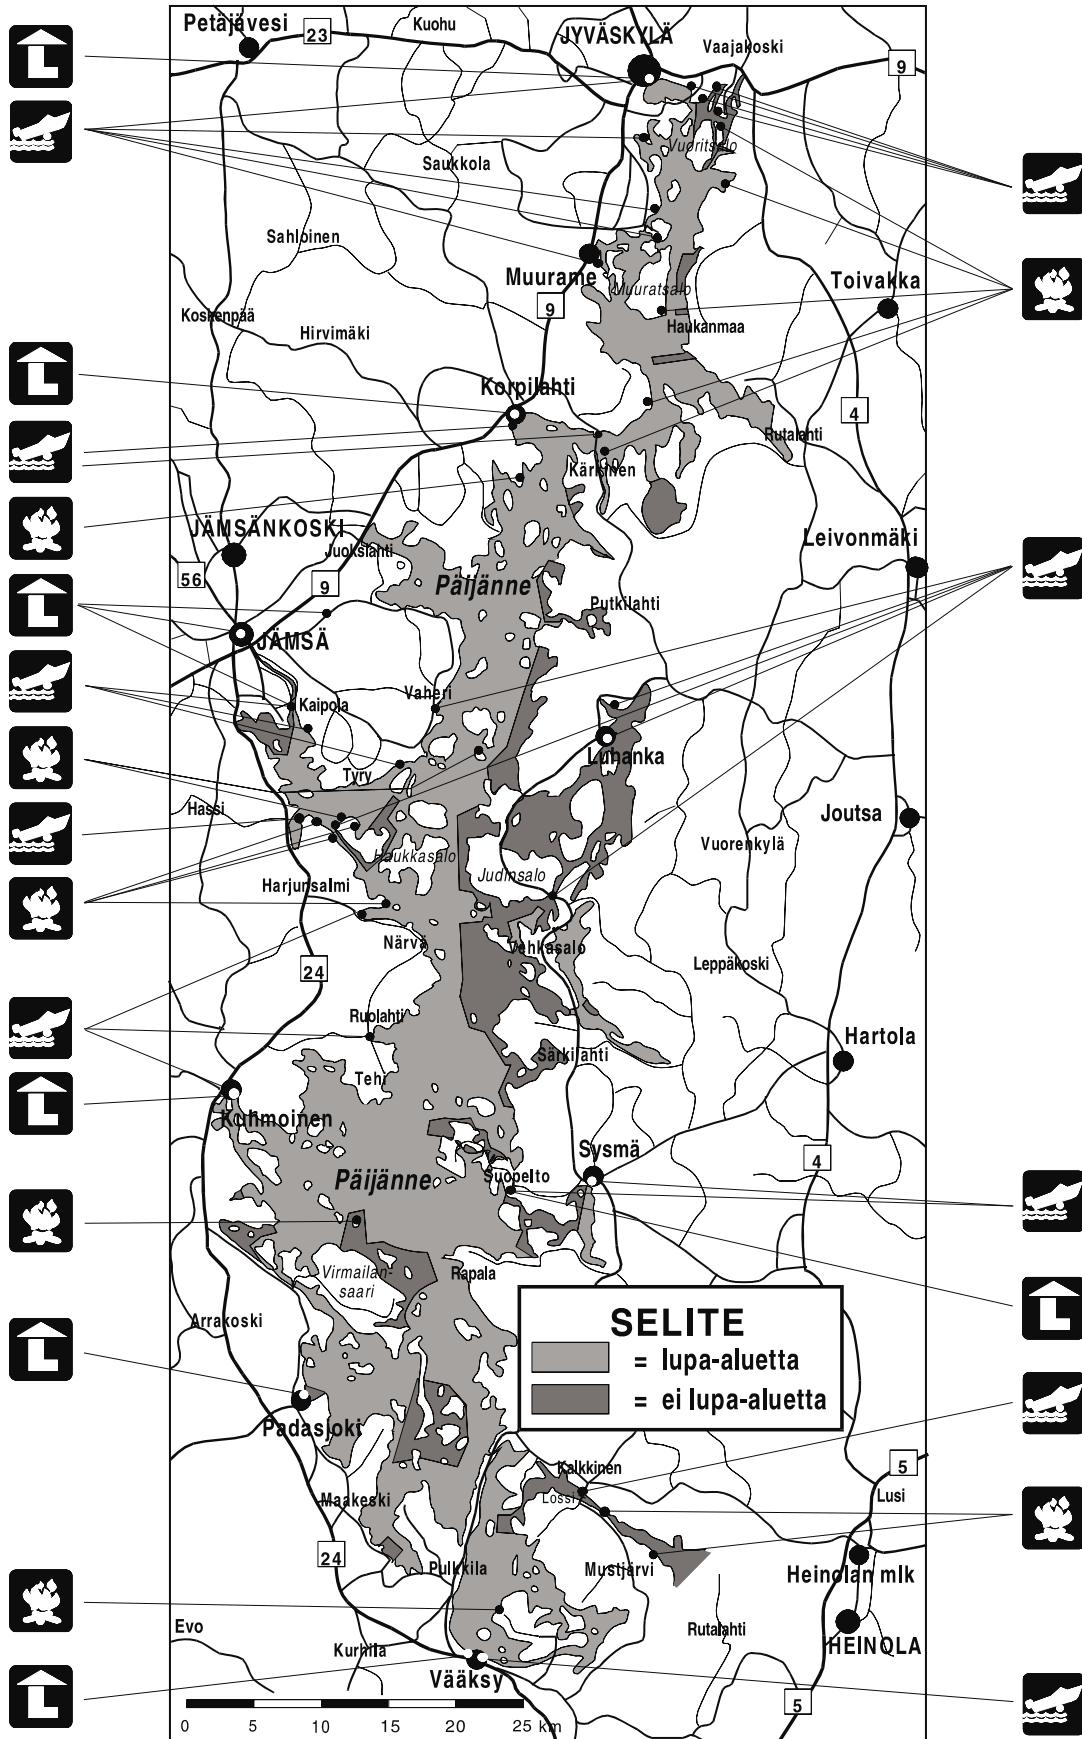 Petäjävesi
23
Kuohu
JYVÄSKYLÄ
Vaajakoski
9
Vuoritsalo
Saukkola
Sahloinen
Muurame
Muuratsalo
Toivakka
Koskenpää
Hirvimäki
9
Haukanmaa
Korpilahti
4
Rutalahti
Kärkinen
JÄMSÄNKOSKI
Juokslahti
Leivonmäki
56
9
Päijänne
Putkilahti
JÄMSÄ
Vaheri
Kaipola
Luhanka
Tyry
Hassi
Joutsa
Haukkasalo
Vuorenkylä
Harjunsalmi
Judinsalo
Närvä
Vehkasalo
24
Leppäkoski
Ruolahti
Särkilahti
Hartola
Tehi
Kuhmoinen
Sysmä
4
Päijänne
Suopelto
Virmailan-
saari
Rapala
Arrakoski
SELITE
= lupa-aluetta
= ei lupa-aluetta
Padasjoki
Kalkkinen
5
Lossi
Lusi
Maakeski
24
Pulkkila
Mustjärvi
Heinolan mlk
Evo
Rutalahti
HEINOLA
Kurhila
Vääksy
5
0 5 10 15 20 25 km